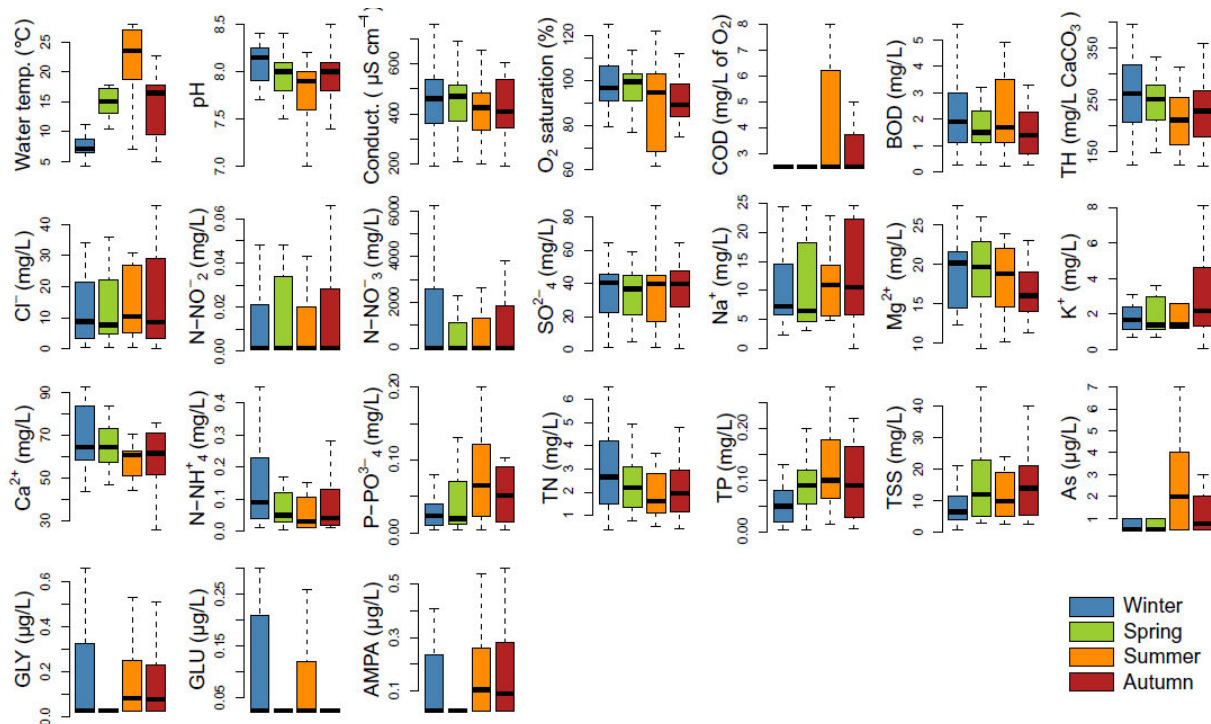 Water temp. (°C)
5 10 15 20 25
pH
7.0 7.5 8.0 8.5
Conduct. ( µS cm⁻¹
200 400 600
O₂ saturation (%)
60 80 100 120
COD (mg/L of O₂)
3 4 5 6 7 8
BOD (mg/L)
0 1 2 3 4 5
TH (mg/L CaCO₃ )
150 250 350
Cl⁻ (mg/L)
0 10 20 30 40
N−NO⁻₂ (mg/L)
0.00 0.02 0.04 0.06
N−NO⁻₃ (mg/L)
0 2000 4000 6000
SO²⁻₄ (mg/L)
0 20 40 60 80
Na⁺ (mg/L)
0 5 10 15 20 25
Mg²⁺ (mg/L)
10 15 20 25
K⁺ (mg/L)
0 2 4 6 8
Ca²⁺ (mg/L)
30 50 70 90
N−NH⁺₄ (mg/L)
0.0 0.1 0.2 0.3 0.4
P−PO³⁻₄ (mg/L)
0.00 0.10 0.20
TN (mg/L)
1 2 3 4 5 6
TP (mg/L)
0.00 0.10 0.20
TSS (mg/L)
0 10 20 30 40
As (µg/L)
1 2 3 4 5 6 7
GLY (µg/L)
0.0 0.2 0.4 0.6
GLU (µg/L)
0.05 0.15 0.25
AMPA (µg/L)
0.1 0.3 0.5
Winter
Spring
Summer
Autumn